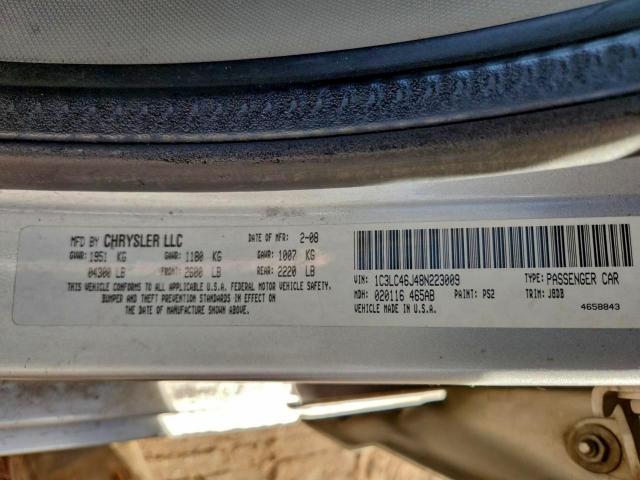 MFD BY CHRYSLER LLC DATE OF MFR: 2-08
GVWR: 1951 KG GAWR: 1180 KG GAWR: 1007 KG
04300 LB FRONT: 2600 LB REAR: 2220 LB
THIS VEHICLE CONFORMS TO ALL APPLICABLE U.S.A. FEDERAL MOTOR VEHICLE SAFETY,
BUMPER AND THEFT PREVENTION STANDARDS IN EFFECT ON
THE DATE OF MANUFACTURE SHOWN ABOVE.
VIN: 1C3LC46J48N223009 TYPE: PASSENGER CAR
MDH: 020116 465AB PAINT: PS2 TRIM: J8DB
VEHICLE MADE IN U.S.A. 4658843